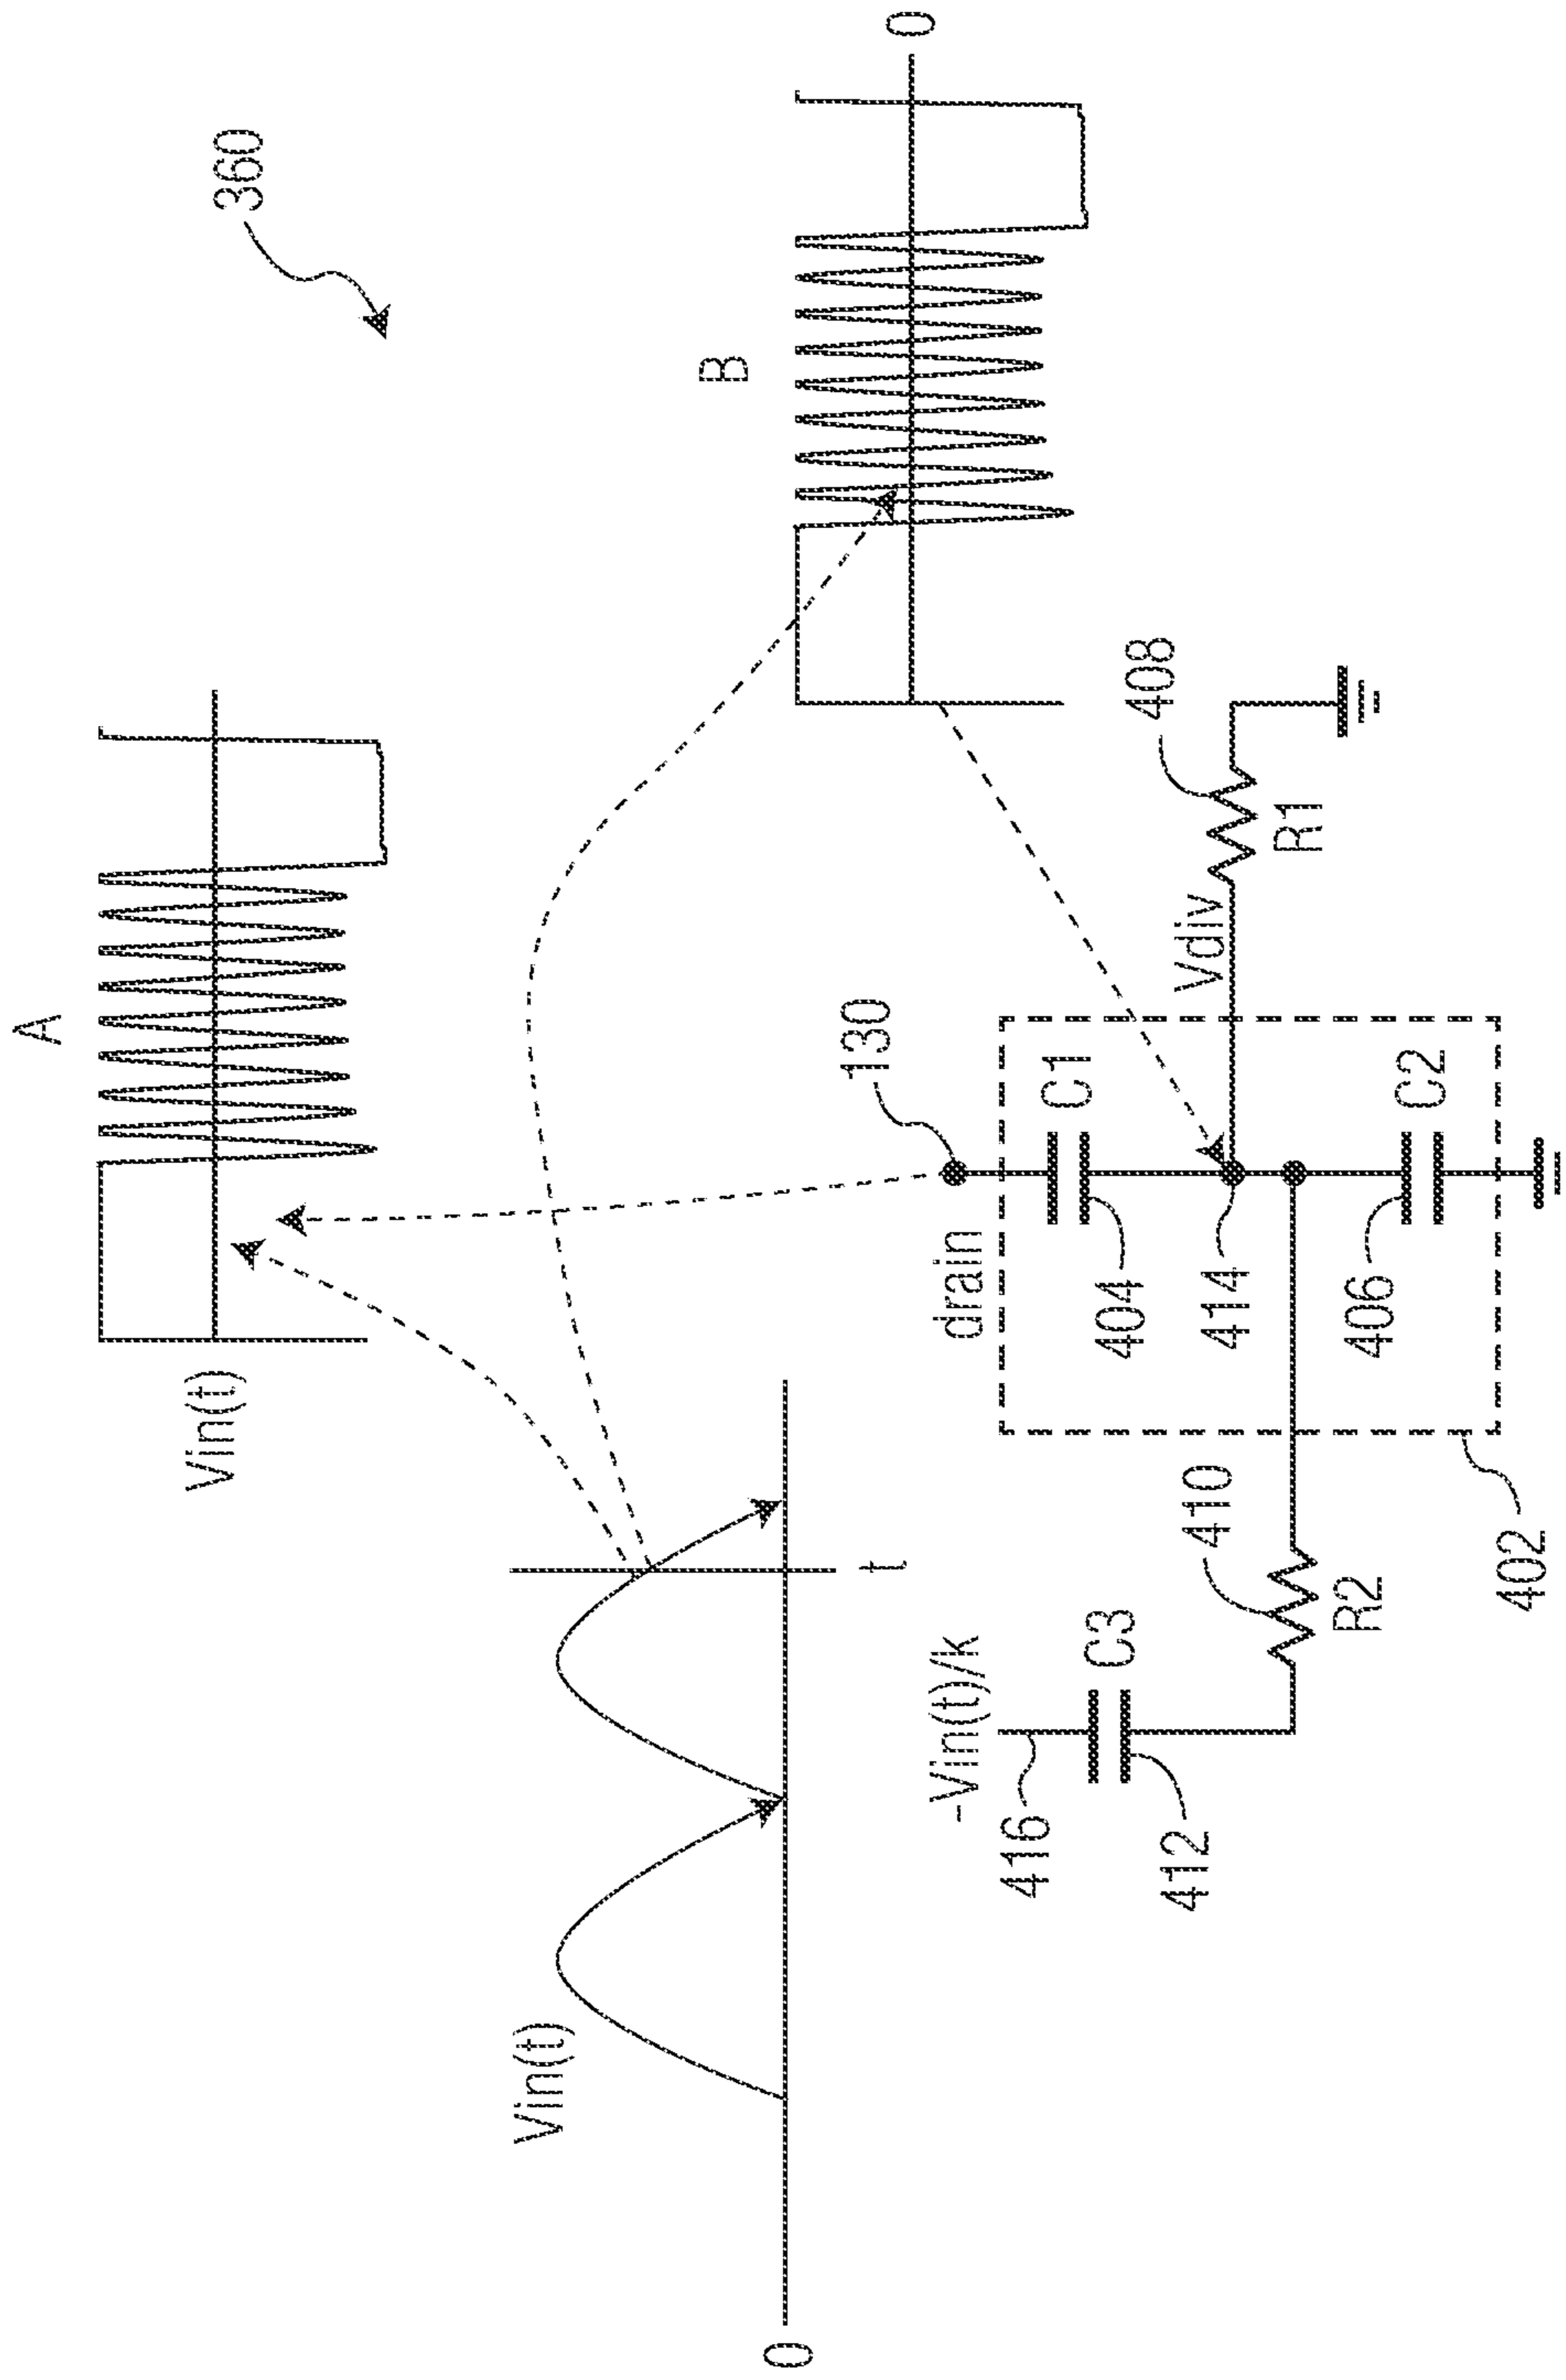 360
A
Vin(t)
B
0
Vin(t)
0
t
130
drain
C1
404
414
Vdiv
408
R1
406
C2
402
410
R2
-Vin(t)/k
416
C3
412